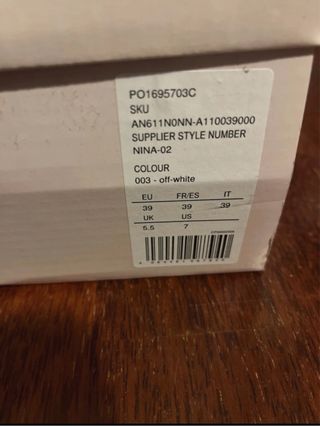 PO1695703C
SKU
AN611N0NN-A110039000
SUPPLIER STYLE NUMBER
NINA-02
COLOUR
003 - off-white
EU FR/ES IT
39 39 39
UK US
5.5 7